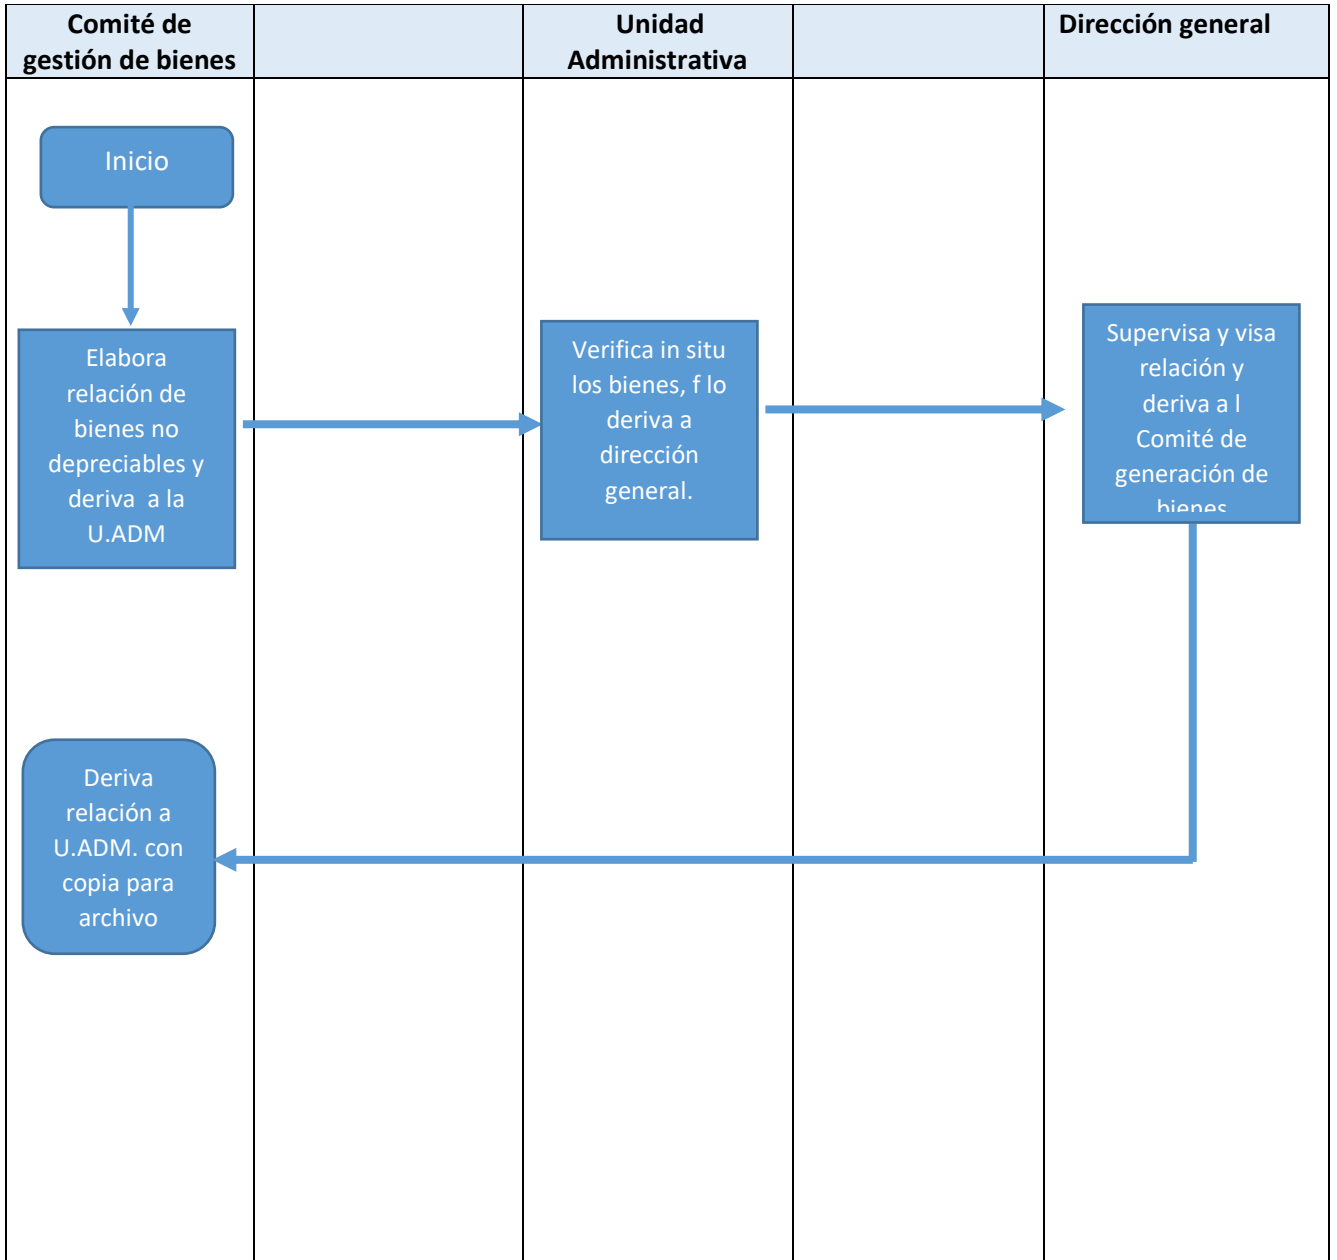 Comité de
gestión de bienes
Unidad
Administrativa
Dirección general
Inicio
Elabora
relación de
bienes no
depreciables y
deriva  a la
U.ADM
Verifica in situ
los bienes, f lo
deriva a
dirección
general.
Supervisa y visa
relación y
deriva a l
Comité de
generación de
bienes
Deriva
relación a
U.ADM. con
copia para
archivo